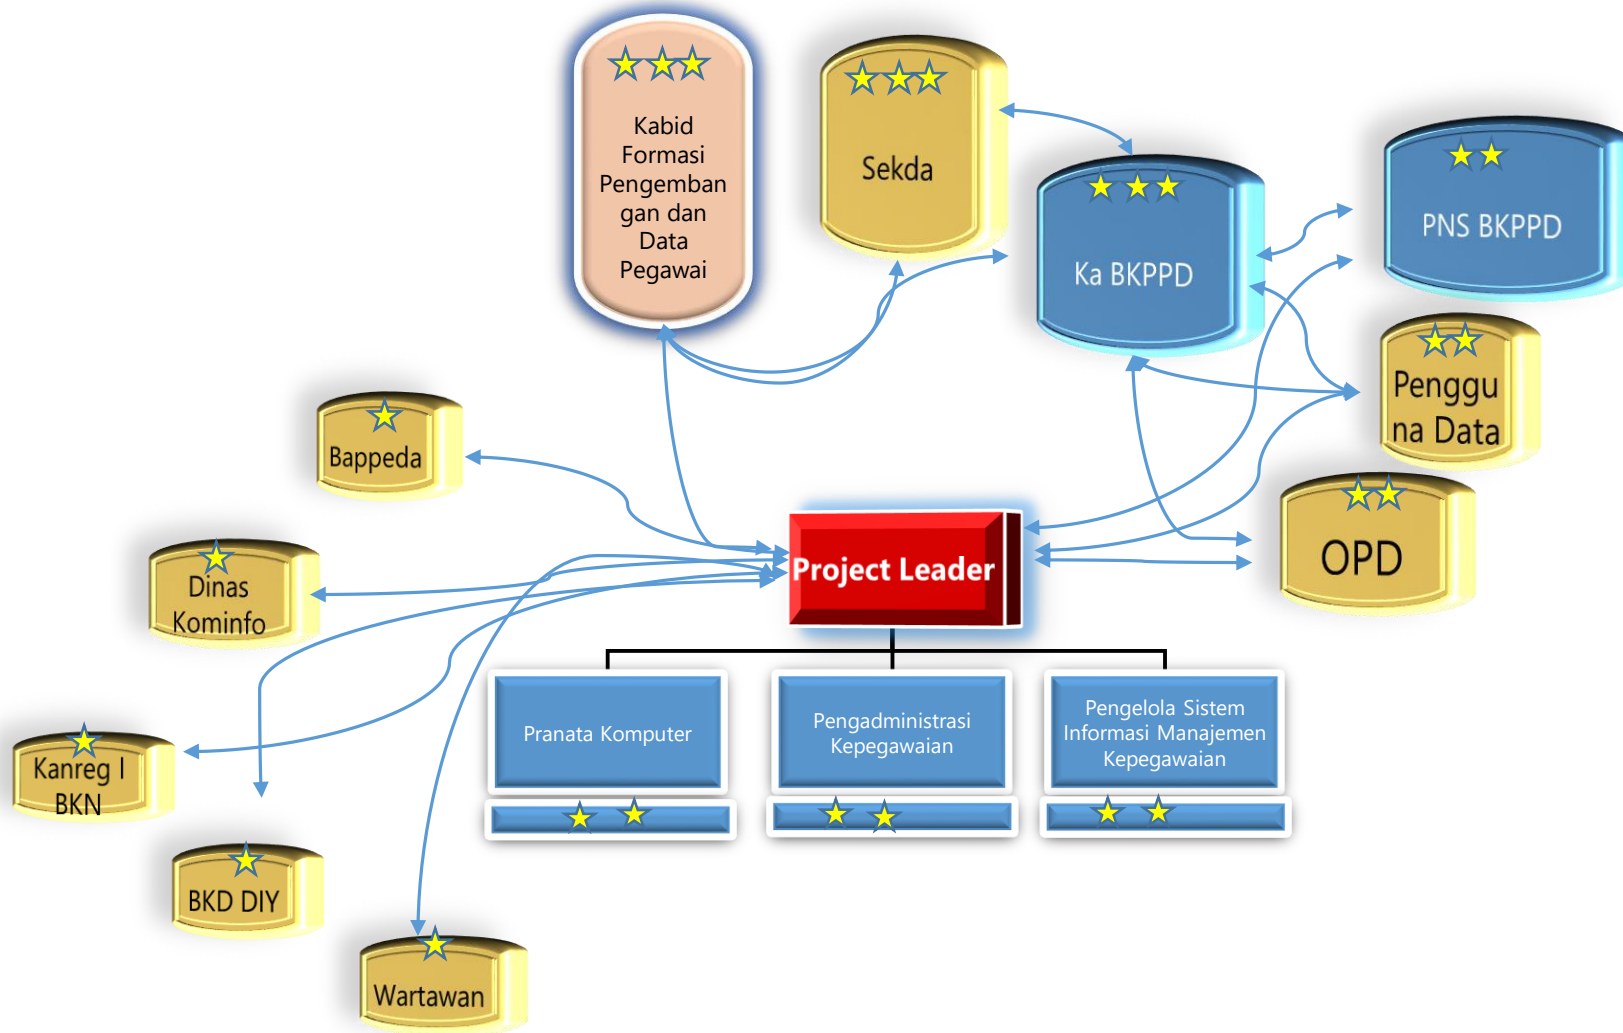 Kabid
Formasi
Pengemban
gan dan
Data
Pegawai
Sekda
Ka BKPPD
PNS BKPPD
Penggu
na Data
OPD
Bappeda
Dinas
Kominfo
Kanreg I
BKN
BKD DIY
Wartawan
Project Leader
Pranata Komputer
Pengadministrasi
Kepegawaian
Pengelola Sistem
Informasi Manajemen
Kepegawaian